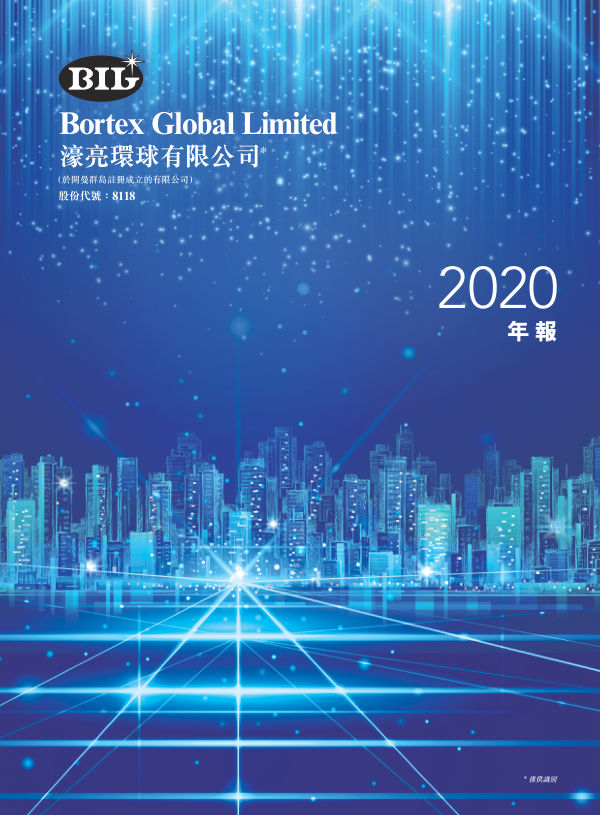 BIL
Bortex Global Limited
濠亮環球有限公司*
(於開曼群島註冊成立的有限公司)
股份代號：8118
2020
年報
* 僅供識別